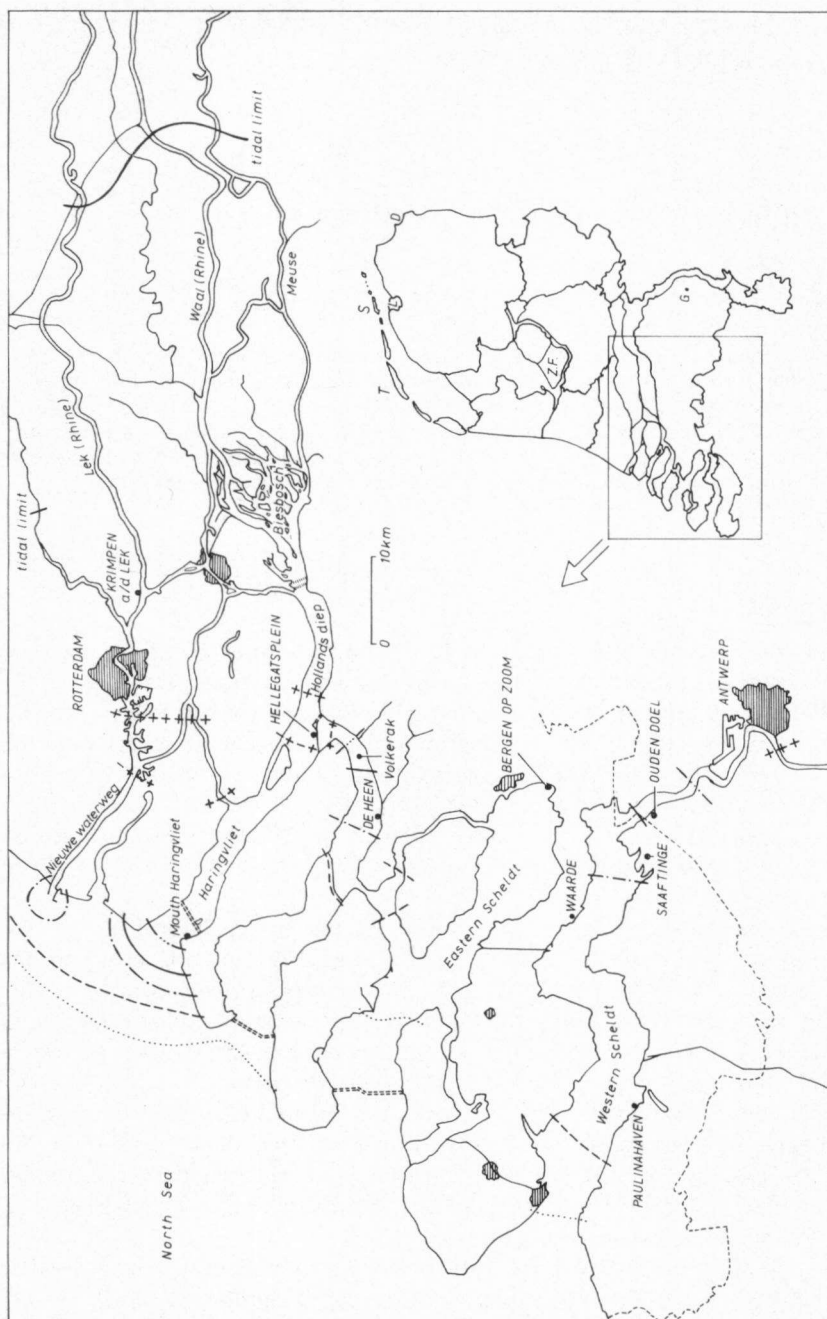 North Sea
Nieuwe waterweg
ROTTERDAM
KRIMPEN
a/d LEK
tidal limit
Lek (Rhine)
Waal (Rhine)
Meuse
tidal limit
Biesbosch
Mouth Haringvliet
Haringvliet
HELLEGATSPLEIN
Hollands diep
Volkerak
DE HEEN
0
10km
BERGEN OP ZOOM
Eastern Scheldt
WAARDE
Western Scheldt
PAULINAHAVEN
SAAFTINGE
OUDEN DOEL
ANTWERP
T
S
D
Z.F.
G.